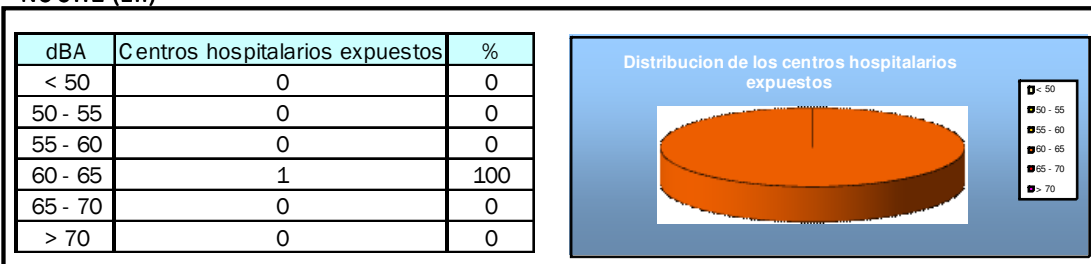 NOCHE (Ln)
dBA Centros hospitalarios expuestos %
< 50 0 0
50 - 55 0 0
55 - 60 0 0
60 - 65 1 100
65 - 70 0 0
> 70 0 0
Distribucion de los centros hospitalarios
expuestos
< 50
50 - 55
55 - 60
60 - 65
65 - 70
> 70